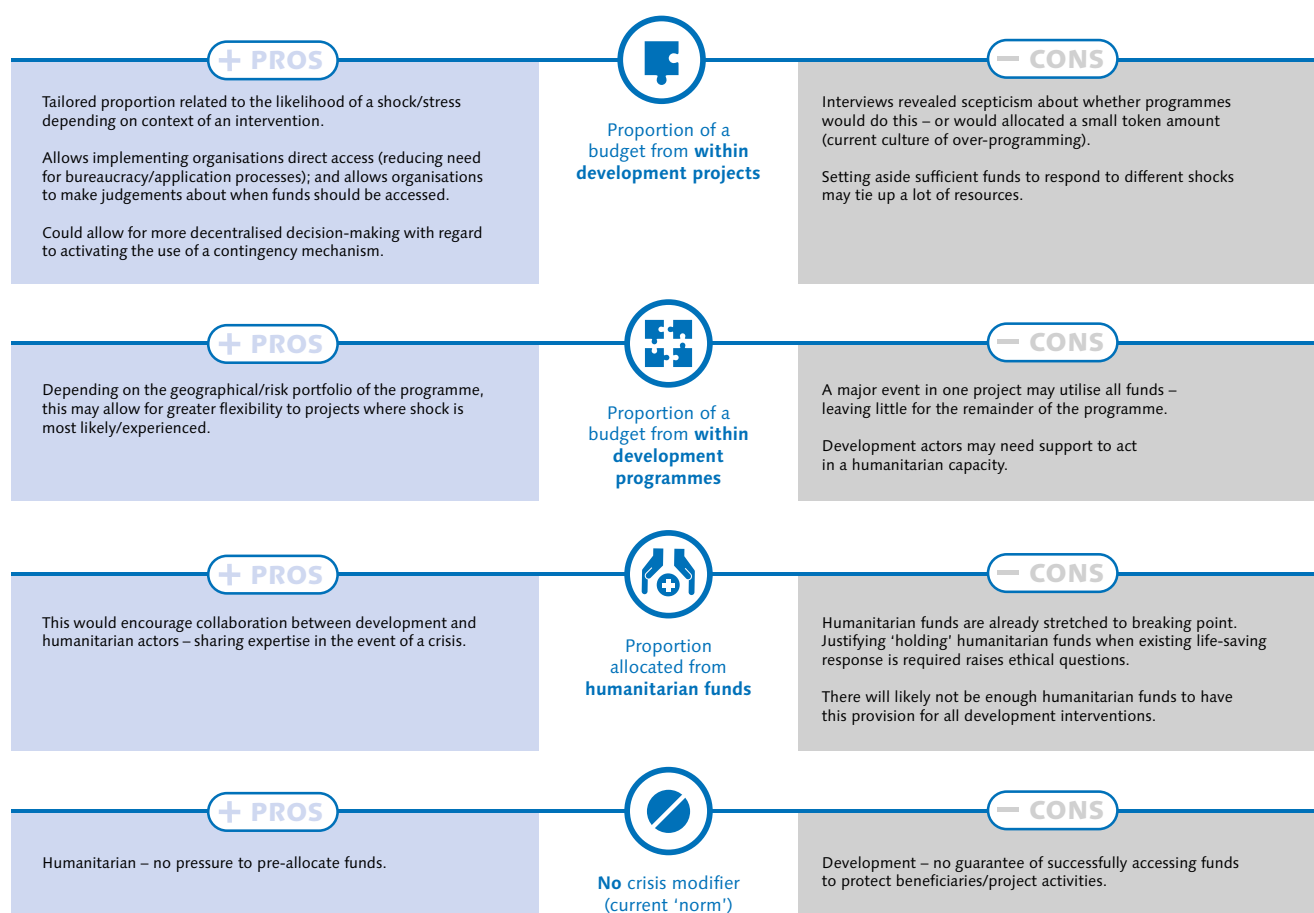 + PROS
Tailored proportion related to the likelihood of a shock/stress
depending on context of an intervention.
Allows implementing organisations direct access (reducing need
for bureaucracy/application processes); and allows organisations
to make judgements about when funds should be accessed.
Could allow for more decentralised decision-making with regard
to activating the use of a contingency mechanism.
Proportion of a
budget from within
development projects
− CONS
Interviews revealed scepticism about whether programmes
would do this – or would allocated a small token amount
(current culture of over-programming).
Setting aside sufficient funds to respond to different shocks
may tie up a lot of resources.
+ PROS
Depending on the geographical/risk portfolio of the programme,
this may allow for greater flexibility to projects where shock is
most likely/experienced.
Proportion of a
budget from within
development
programmes
− CONS
A major event in one project may utilise all funds –
leaving little for the remainder of the programme.
Development actors may need support to act
in a humanitarian capacity.
+ PROS
This would encourage collaboration between development and
humanitarian actors – sharing expertise in the event of a crisis.
Proportion
allocated from
humanitarian funds
− CONS
Humanitarian funds are already stretched to breaking point.
Justifying ‘holding’ humanitarian funds when existing life-saving
response is required raises ethical questions.
There will likely not be enough humanitarian funds to have
this provision for all development interventions.
+ PROS
Humanitarian – no pressure to pre-allocate funds.
No crisis modifier
(current ‘norm’)
− CONS
Development – no guarantee of successfully accessing funds
to protect beneficiaries/project activities.